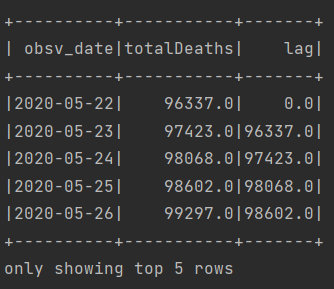 +----------+-----------+-------+
| obsv_date|totalDeaths|    lag|
+----------+-----------+-------+
|2020-05-22|    96337.0|    0.0|
|2020-05-23|    97423.0|96337.0|
|2020-05-24|    98068.0|97423.0|
|2020-05-25|    98602.0|98068.0|
|2020-05-26|    99297.0|98602.0|
+----------+-----------+-------+
only showing top 5 rows